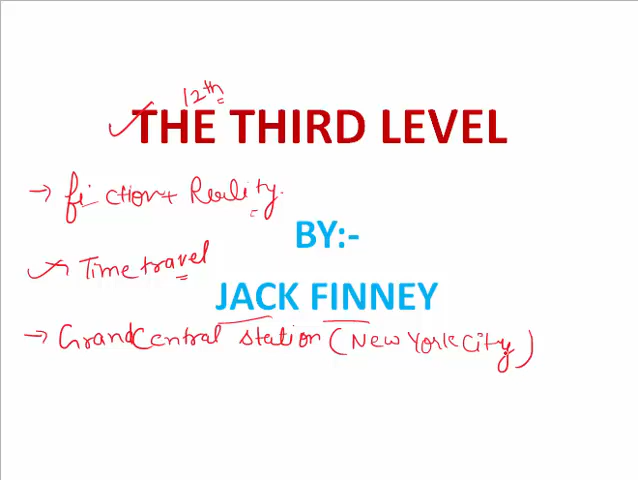 12th
THE THIRD LEVEL
→ fiction + Reality.
BY:-
→ Time travel
JACK FINNEY
→ Grand Central station (New York City)